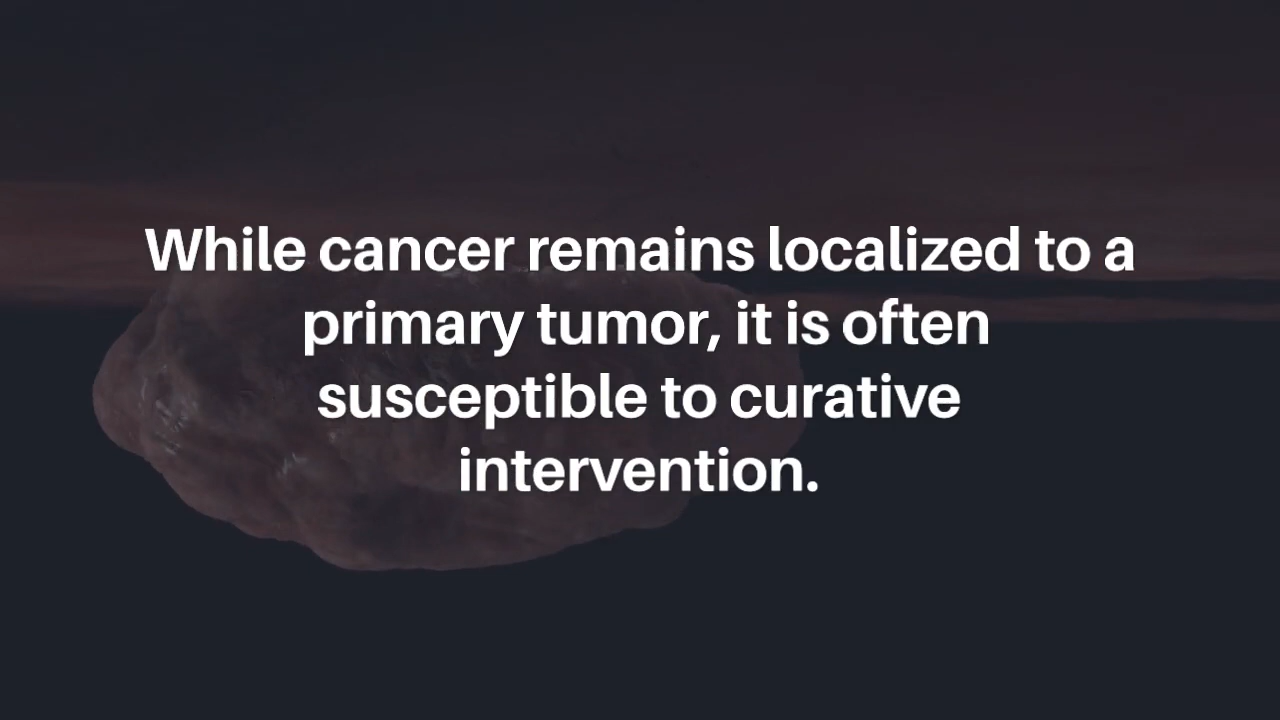 While cancer remains localized to a
primary tumor, it is often
susceptible to curative
intervention.